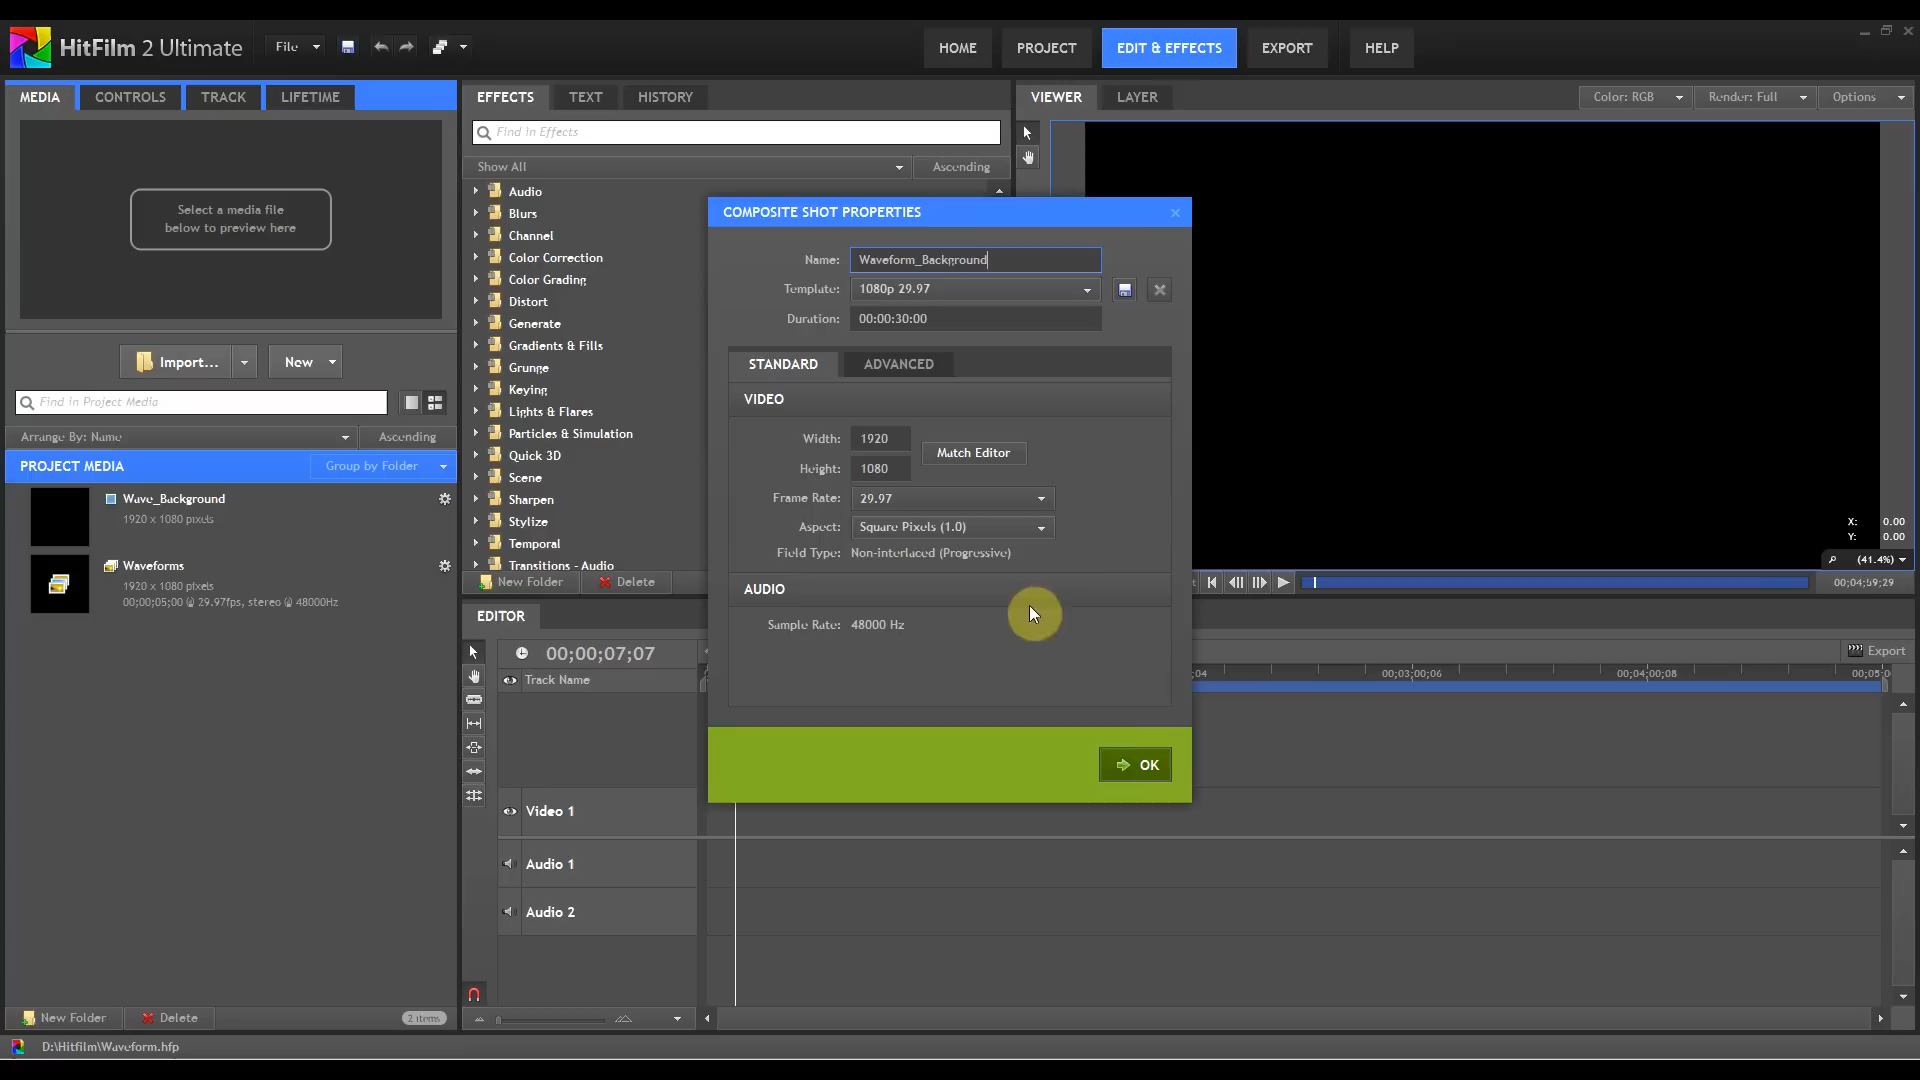 HitFilm 2 Ultimate
File
HOME
PROJECT
EDIT & EFFECTS
EXPORT
HELP
MEDIA
CONTROLS
TRACK
LIFETIME
EFFECTS
TEXT
HISTORY
VIEWER
LAYER
Color: RGB
Render: Full
Options
Select a media file
below to preview here
Find in Effects
Show All
Ascending
Audio
Blurs
Channel
Color Correction
Color Grading
Distort
Generate
Gradients & Fills
Grunge
Keying
Lights & Flares
Particles & Simulation
Quick 3D
Scene
Sharpen
Stylize
Temporal
Transitions - Audio
New Folder
Delete
Import...
New
Find in Project Media
Arrange By: Name
Ascending
PROJECT MEDIA
Group by Folder
Wave_Background
1920 x 1080 pixels
Waveforms
1920 x 1080 pixels
00;00;05;00 @ 29.97fps, stereo @ 48000Hz
New Folder
Delete
2 items
COMPOSITE SHOT PROPERTIES
Name: Waveform_Background
Template: 1080p 29.97
Duration: 00:00:30:00
STANDARD
ADVANCED
VIDEO
Width: 1920
Match Editor
Height: 1080
Frame Rate: 29.97
Aspect: Square Pixels (1.0)
Field Type: Non-interlaced (Progressive)
AUDIO
Sample Rate: 48000 Hz
OK
X: 0.00
Y: 0.00
(41.4%)
00;04;59;29
EDITOR
00;00;07;07
Export
Track Name
;04
00;03;00;06
00;04;00;08
00;05;0
Video 1
Audio 1
Audio 2
D:\Hitfilm\Waveform.hfp